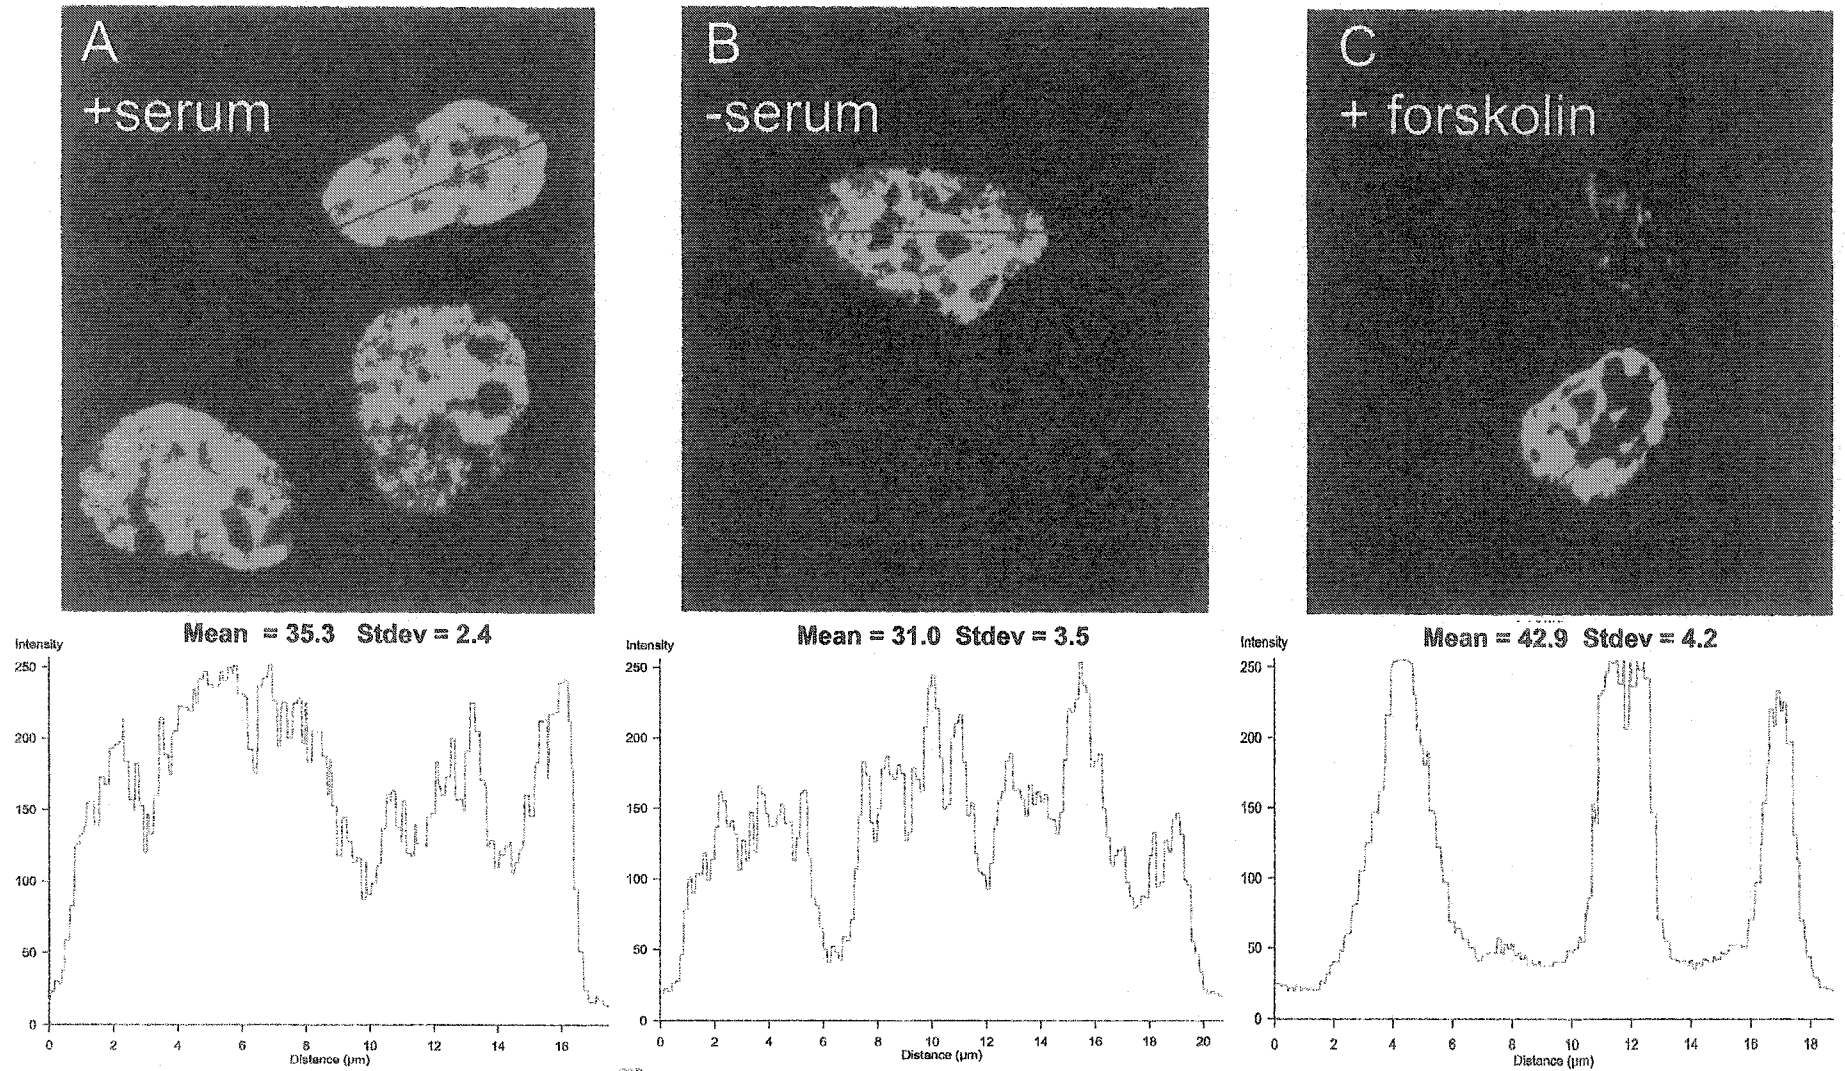 A
+serum
B
-serum
C
+ forskolin
Mean = 35.3 Stdev = 2.4
Mean = 31.0 Stdev = 3.5
Mean = 42.9 Stdev = 4.2
Intensity
250
200
150
100
50
0
0 2 4 6 8 10 12 14 16
Distance (µm)
Intensity
250
200
150
100
50
0
0 2 4 6 8 10 12 14 16 18 20
Distance (µm)
Intensity
250
200
150
100
50
0
0 2 4 6 8 10 12 14 16 18
Distance (µm)